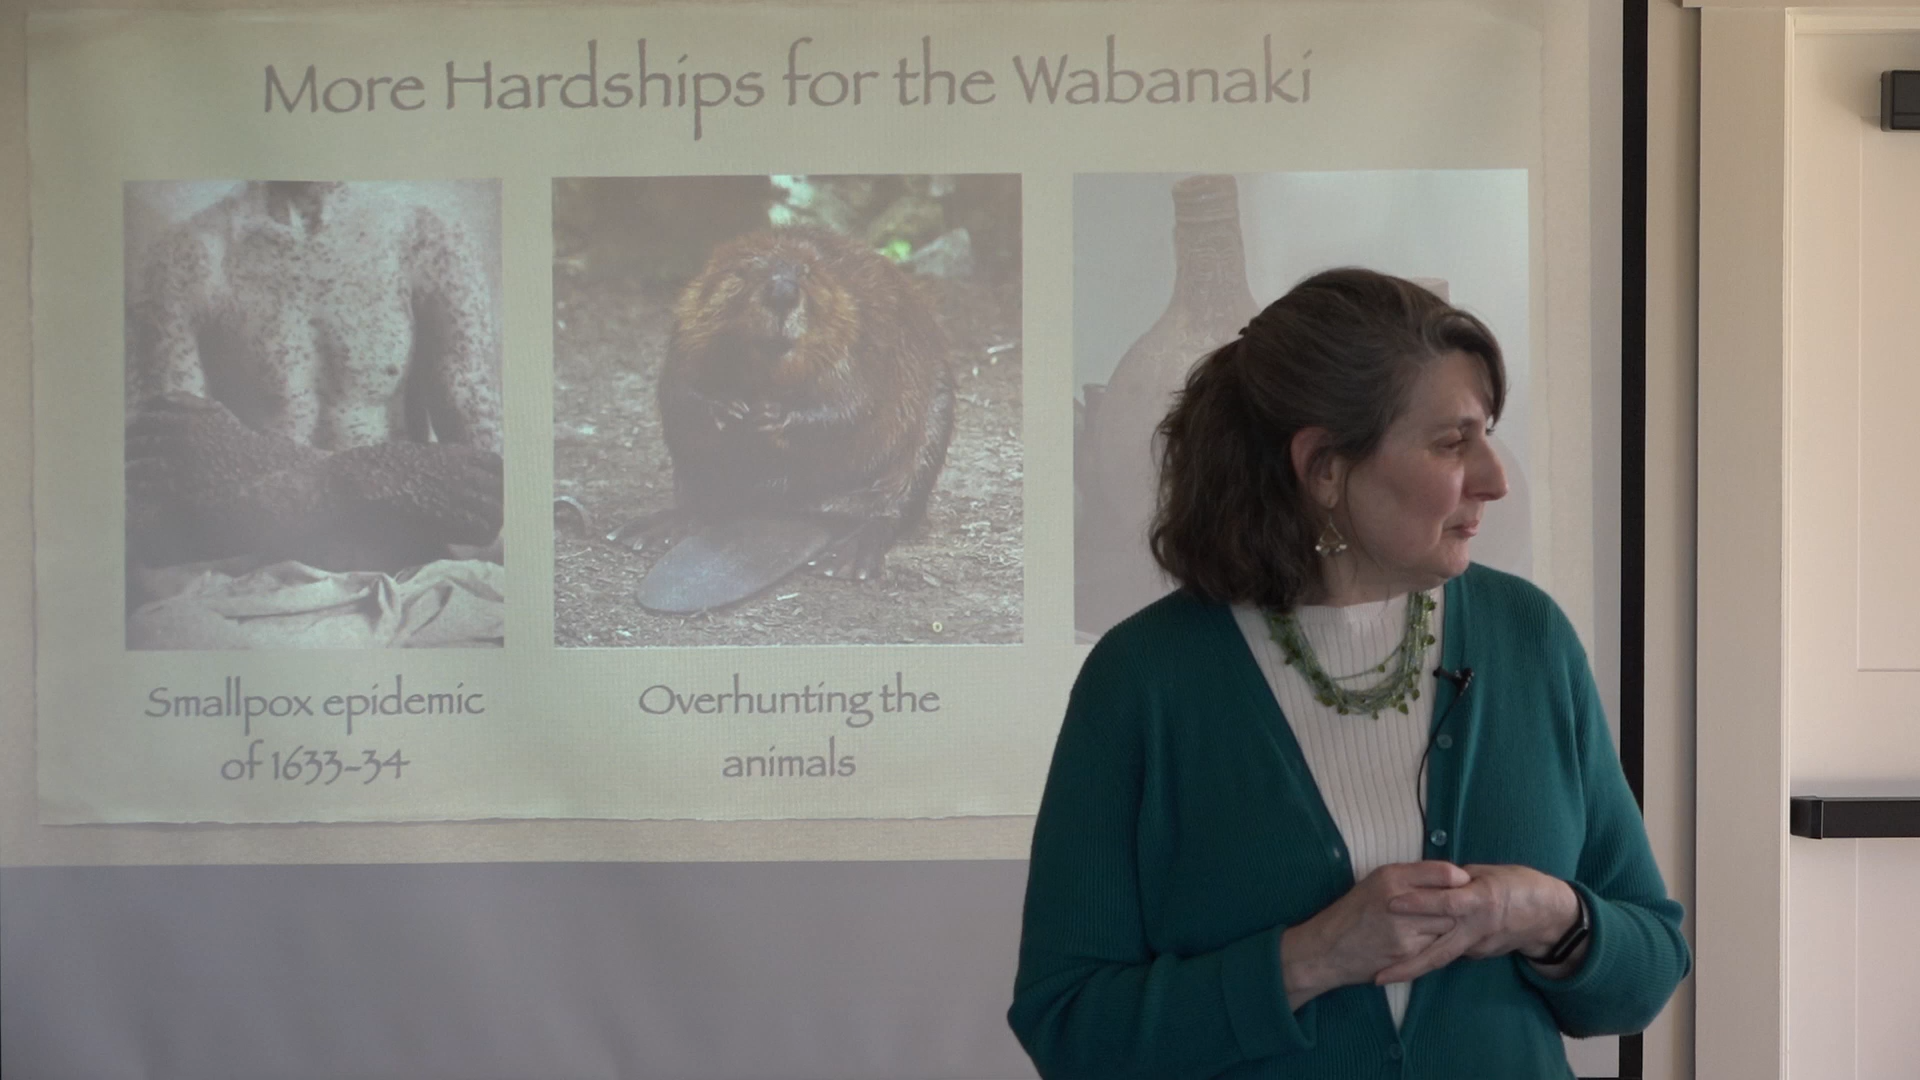 More Hardships for the Wabanaki
Smallpox epidemic
of 1633-34
Overhunting the
animals